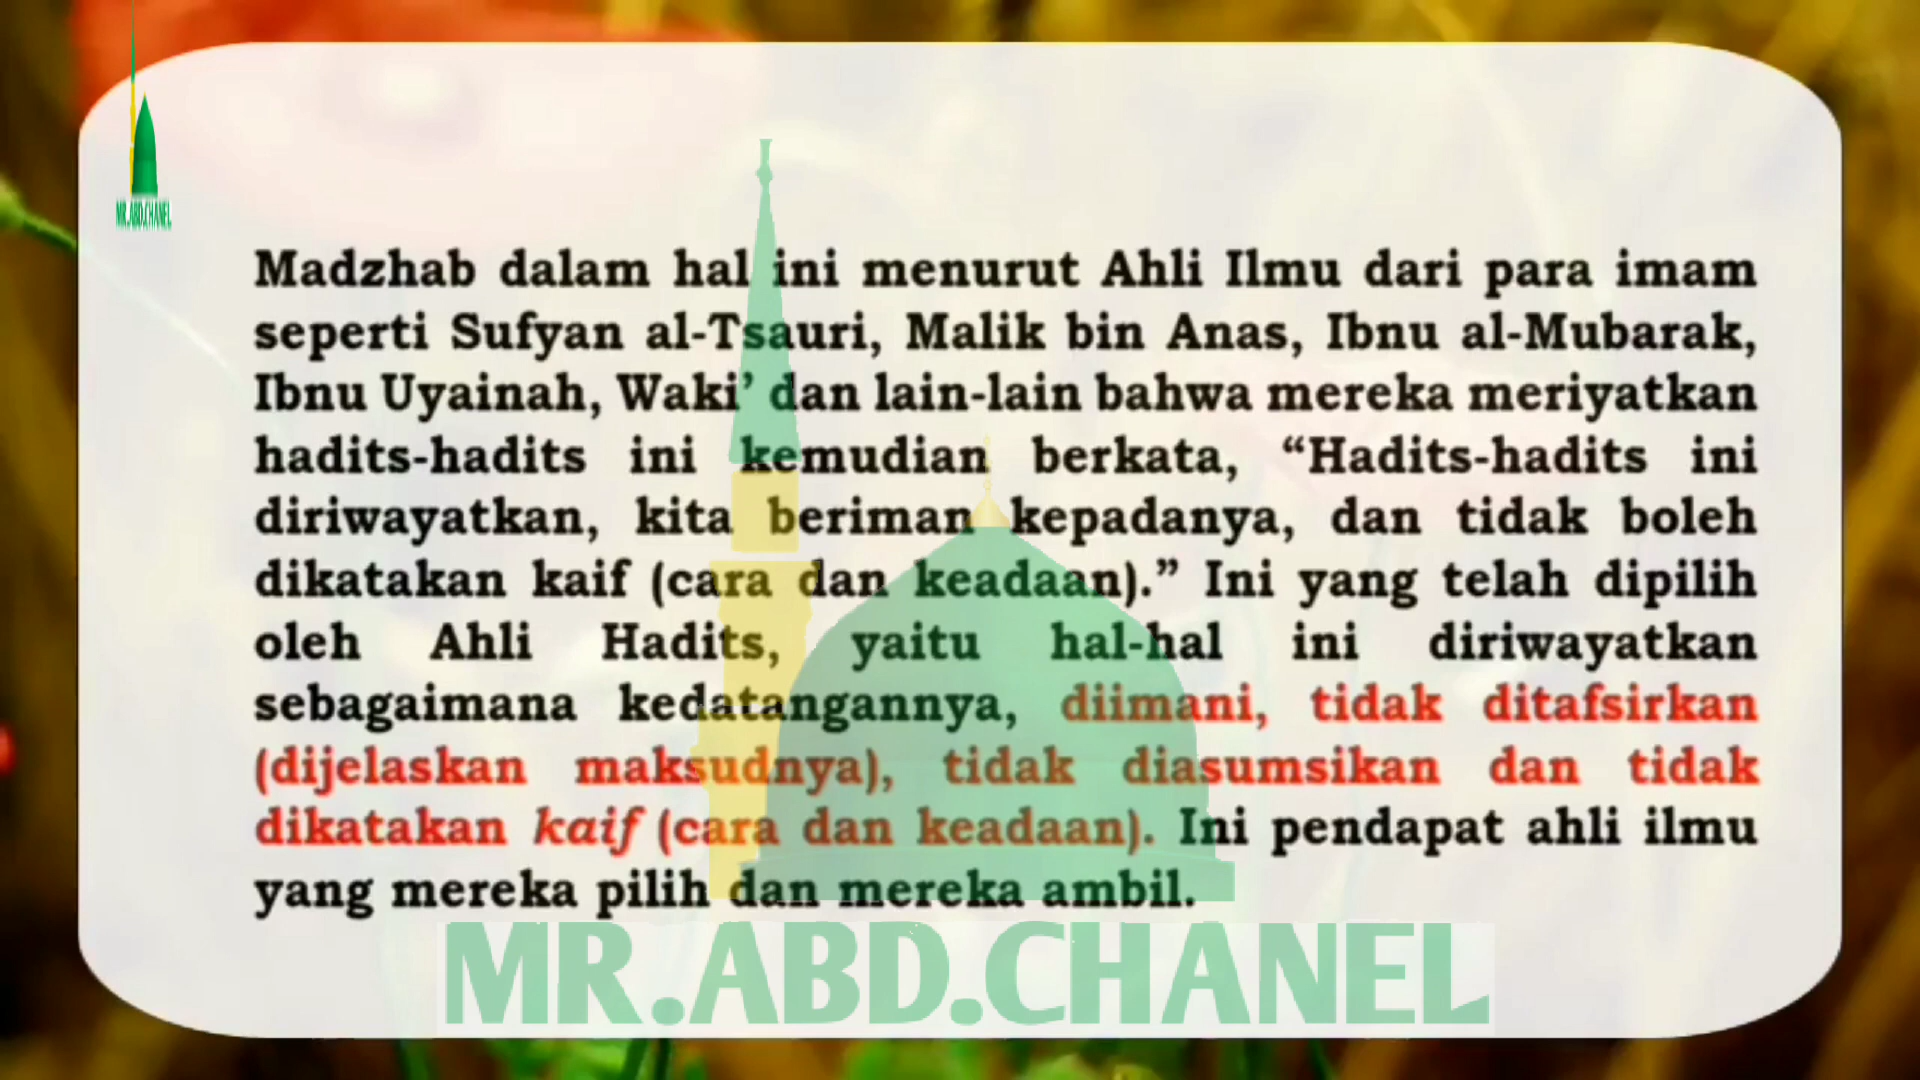 MR.ABD.CHANEL
Madzhab dalam hal ini menurut Ahli Ilmu dari para imam
seperti Sufyan al-Tsauri, Malik bin Anas, Ibnu al-Mubarak,
Ibnu Uyainah, Waki’ dan lain-lain bahwa mereka meriyatkan
hadits-hadits ini kemudian berkata, “Hadits-hadits ini
diriwayatkan, kita beriman kepadanya, dan tidak boleh
dikatakan kaif (cara dan keadaan).” Ini yang telah dipilih
oleh Ahli Hadits, yaitu hal-hal ini diriwayatkan
sebagaimana kedatangannya, diimani, tidak ditafsirkan
(dijelaskan maksudnya), tidak diasumsikan dan tidak
dikatakan kaif (cara dan keadaan). Ini pendapat ahli ilmu
yang mereka pilih dan mereka ambil.
MR.ABD.CHANEL